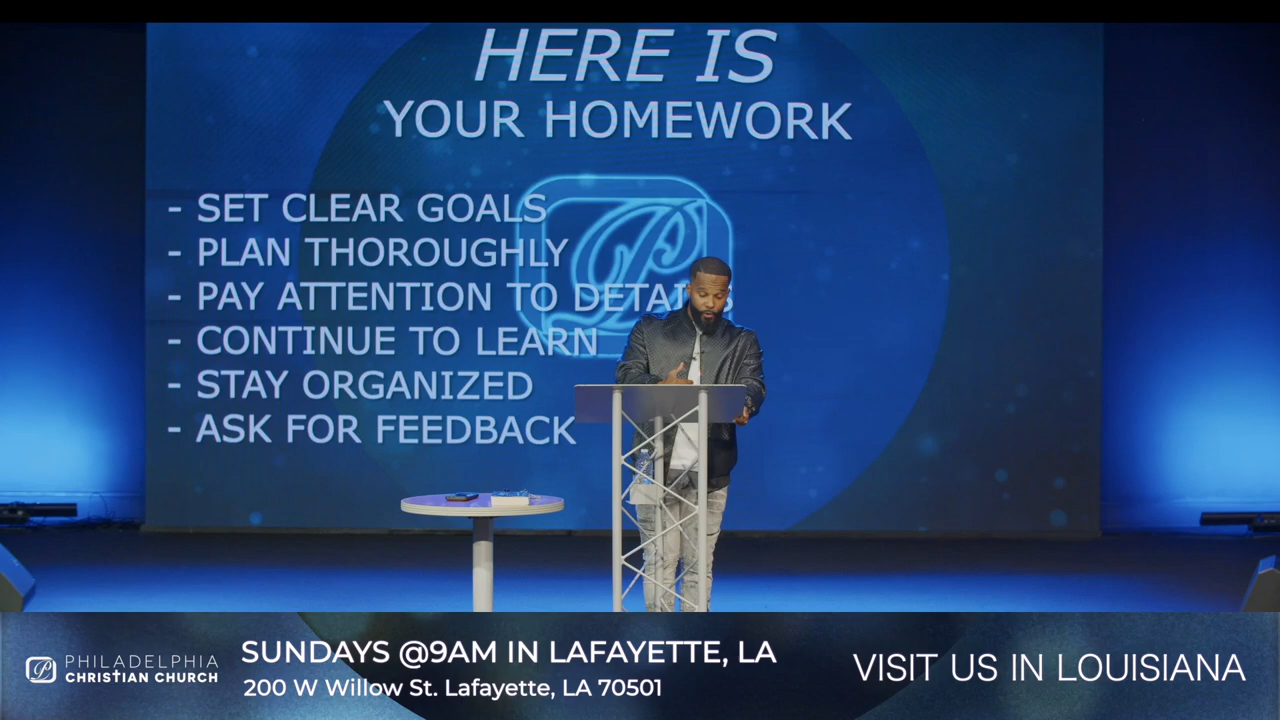 HERE IS
YOUR HOMEWORK
- SET CLEAR GOALS
- PLAN THOROUGHLY
- PAY ATTENTION TO DETAILS
- CONTINUE TO LEARN
- STAY ORGANIZED
- ASK FOR FEEDBACK
PHILADELPHIA
CHRISTIAN CHURCH
SUNDAYS @9AM IN LAFAYETTE, LA
200 W Willow St. Lafayette, LA 70501
VISIT US IN LOUISIANA